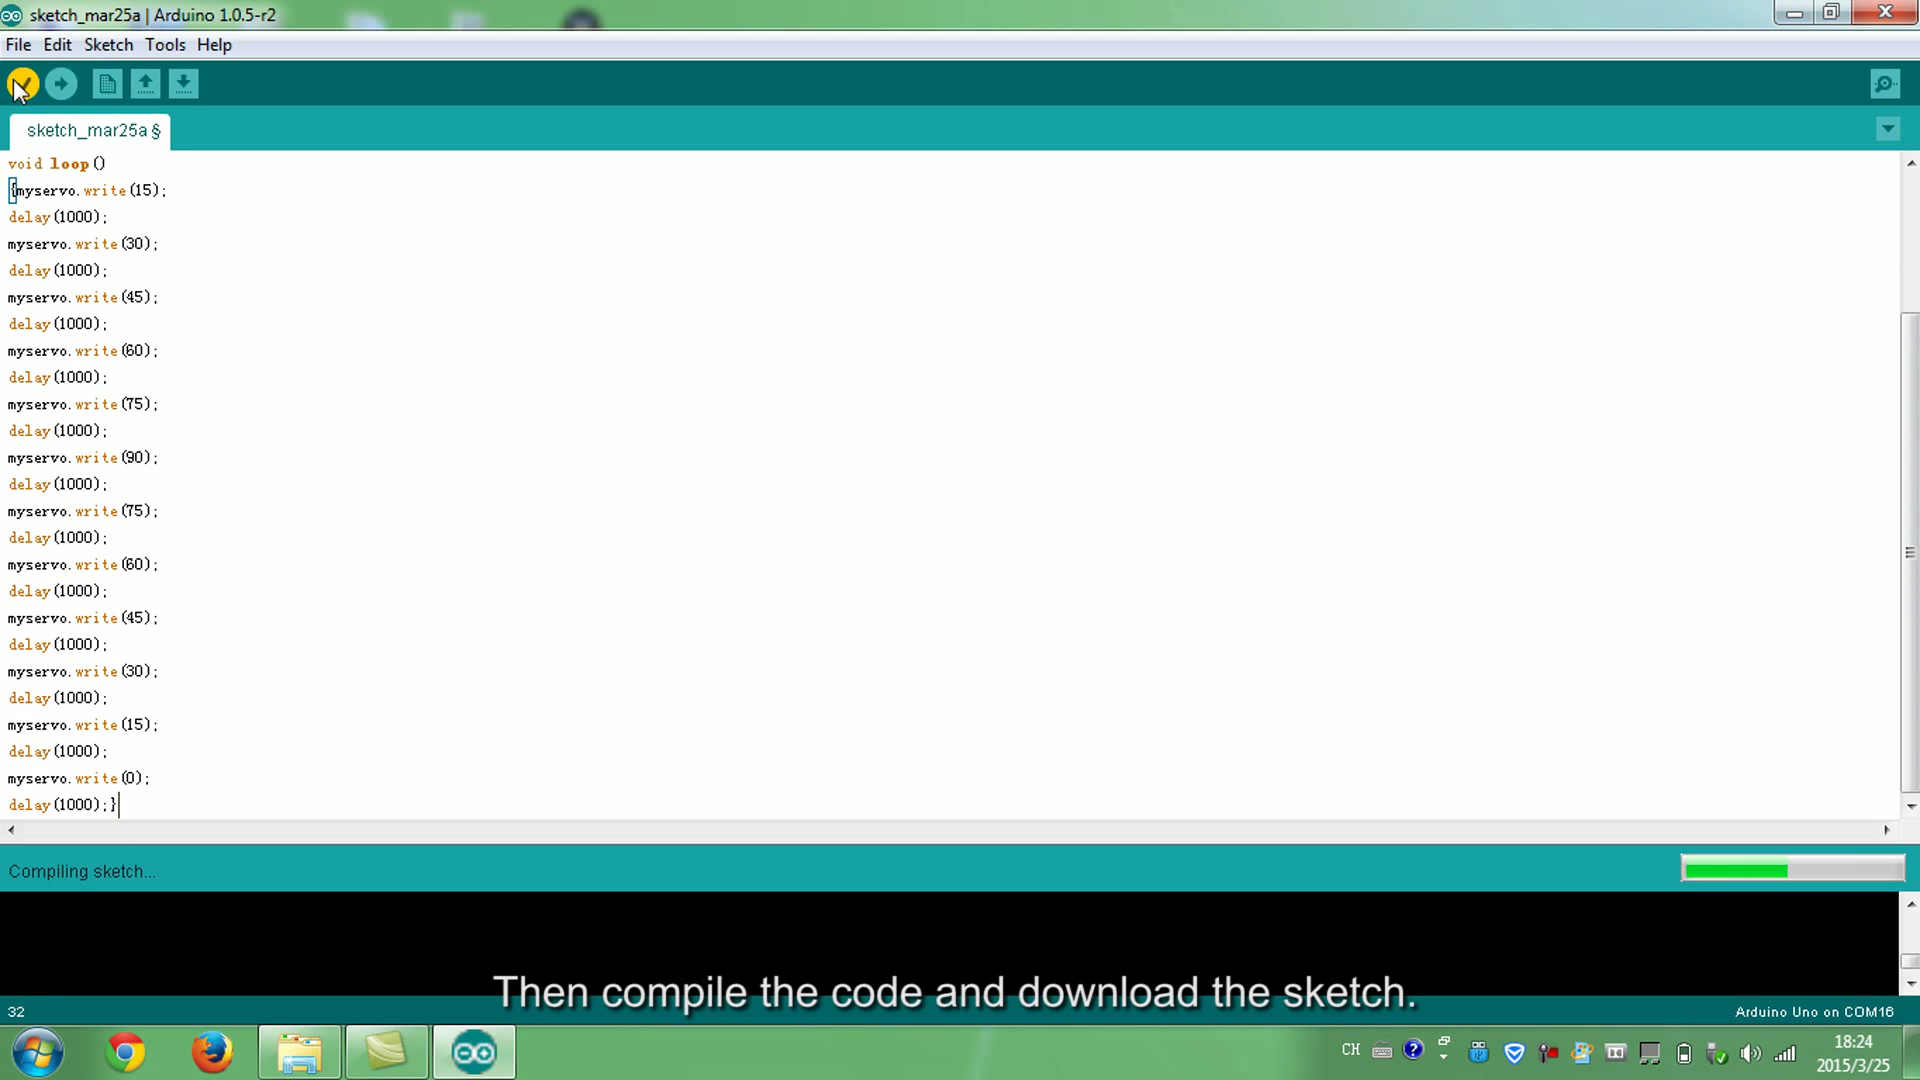 sketch_mar25a | Arduino 1.0.5-r2
File Edit Sketch Tools Help
sketch_mar25a §
void loop()
{myservo.write(15);
delay(1000);
myservo.write(30);
delay(1000);
myservo.write(45);
delay(1000);
myservo.write(60);
delay(1000);
myservo.write(75);
delay(1000);
myservo.write(90);
delay(1000);
myservo.write(75);
delay(1000);
myservo.write(60);
delay(1000);
myservo.write(45);
delay(1000);
myservo.write(30);
delay(1000);
myservo.write(15);
delay(1000);
myservo.write(0);
delay(1000);}
Compiling sketch...
Then compile the code and download the sketch.
32
Arduino Uno on COM16
CH
18:24
2015/3/25